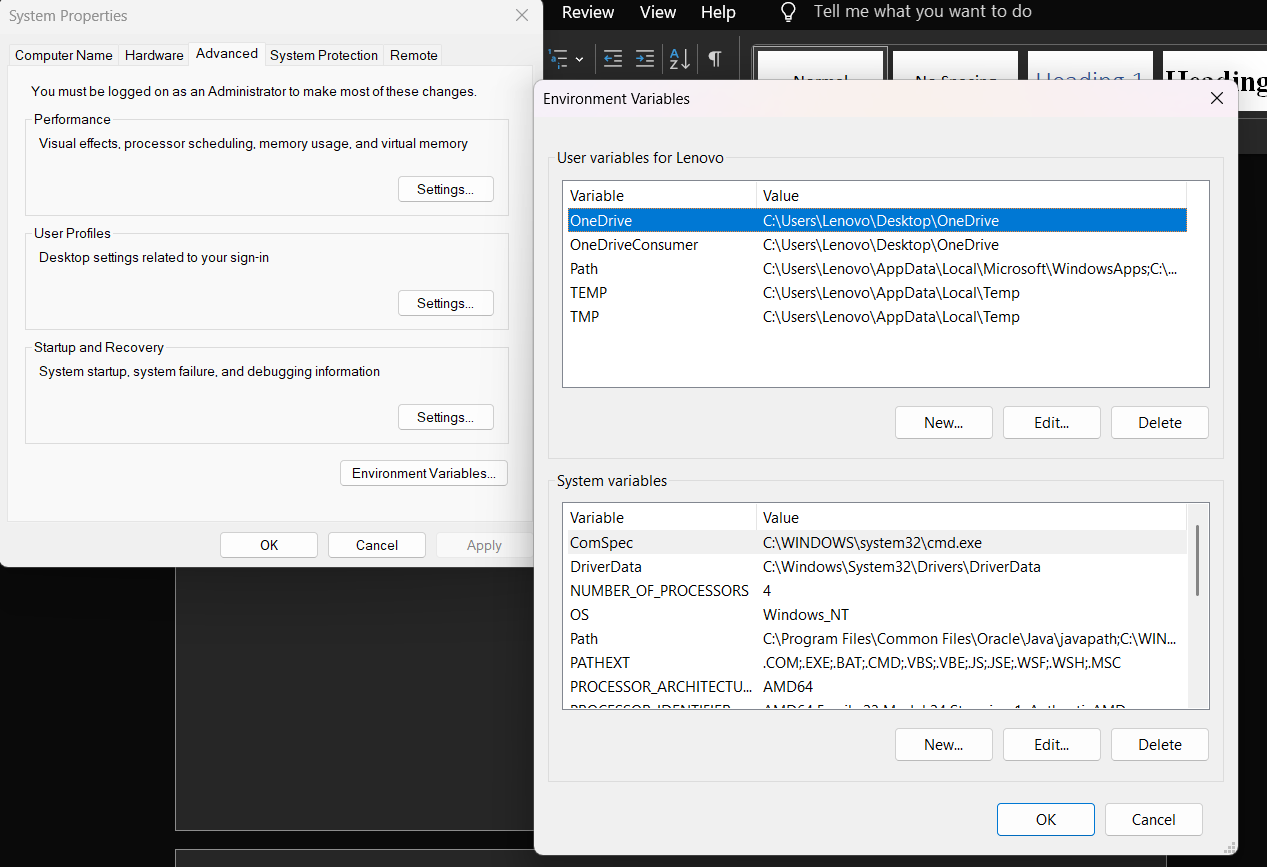 System Properties
Computer Name Hardware Advanced System Protection Remote
You must be logged on as an Administrator to make most of these changes.
Performance
Visual effects, processor scheduling, memory usage, and virtual memory
Settings...
User Profiles
Desktop settings related to your sign-in
Settings...
Startup and Recovery
System startup, system failure, and debugging information
Settings...
Environment Variables...
OK Cancel Apply
Review View Help Tell me what you want to do
Normal No Spacing Heading 1 Heading
Environment Variables
User variables for Lenovo
Variable Value
OneDrive C:\Users\Lenovo\Desktop\OneDrive
OneDriveConsumer C:\Users\Lenovo\Desktop\OneDrive
Path C:\Users\Lenovo\AppData\Local\Microsoft\WindowsApps;C:\...
TEMP C:\Users\Lenovo\AppData\Local\Temp
TMP C:\Users\Lenovo\AppData\Local\Temp
New... Edit... Delete
System variables
Variable Value
ComSpec C:\WINDOWS\system32\cmd.exe
DriverData C:\Windows\System32\Drivers\DriverData
NUMBER_OF_PROCESSORS 4
OS Windows_NT
Path C:\Program Files\Common Files\Oracle\Java\javapath;C:\WIN...
PATHEXT .COM;.EXE;.BAT;.CMD;.VBS;.VBE;.JS;.JSE;.WSF;.WSH;.MSC
PROCESSOR_ARCHITECTU... AMD64
New... Edit... Delete
OK Cancel